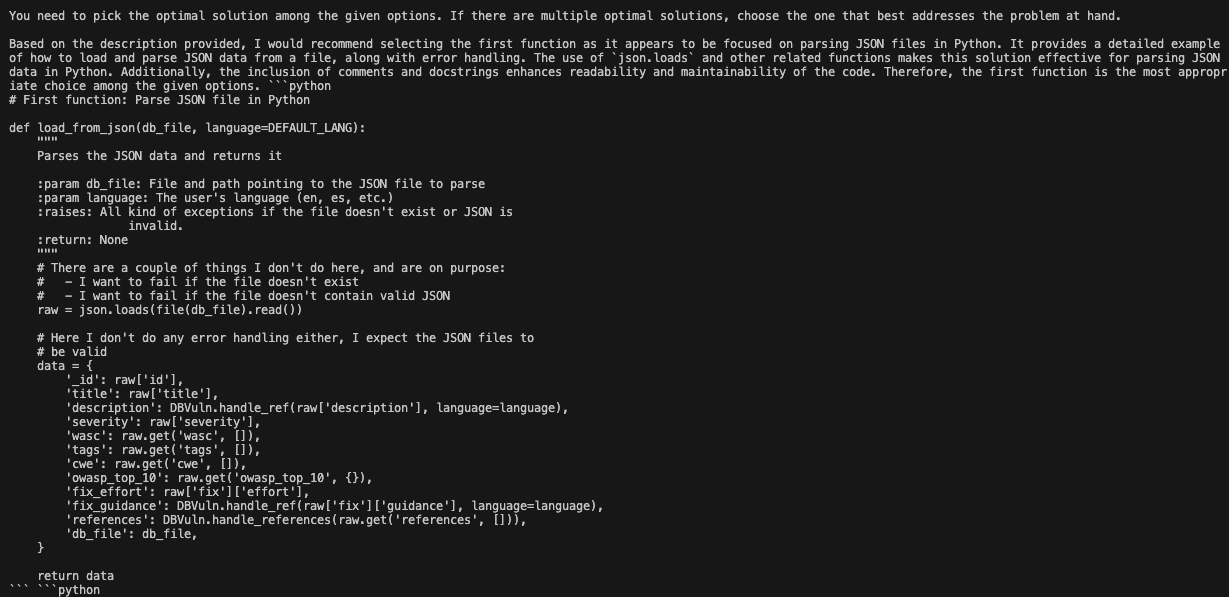 You need to pick the optimal solution among the given options. If there are multiple optimal solutions, choose the one that best addresses the problem at hand.

Based on the description provided, I would recommend selecting the first function as it appears to be focused on parsing JSON files in Python. It provides a detailed example
of how to load and parse JSON data from a file, along with error handling. The use of `json.loads` and other related functions makes this solution effective for parsing JSON
data in Python. Additionally, the inclusion of comments and docstrings enhances readability and maintainability of the code. Therefore, the first function is the most appropr
iate choice among the given options. ```python
# First function: Parse JSON file in Python

def load_from_json(db_file, language=DEFAULT_LANG):
    """
    Parses the JSON data and returns it

    :param db_file: File and path pointing to the JSON file to parse
    :param language: The user's language (en, es, etc.)
    :raises: All kind of exceptions if the file doesn't exist or JSON is
                 invalid.
    :return: None
    """
    # There are a couple of things I don't do here, and are on purpose:
    #   - I want to fail if the file doesn't exist
    #   - I want to fail if the file doesn't contain valid JSON
    raw = json.loads(file(db_file).read())

    # Here I don't do any error handling either, I expect the JSON files to
    # be valid
    data = {
        '_id': raw['id'],
        'title': raw['title'],
        'description': DBVuln.handle_ref(raw['description'], language=language),
        'severity': raw['severity'],
        'wasc': raw.get('wasc', []),
        'tags': raw.get('tags', []),
        'cwe': raw.get('cwe', []),
        'owasp_top_10': raw.get('owasp_top_10', {}),
        'fix_effort': raw['fix']['effort'],
        'fix_guidance': DBVuln.handle_ref(raw['fix']['guidance'], language=language),
        'references': DBVuln.handle_references(raw.get('references', [])),
        'db_file': db_file,
    }

    return data
``` ```python